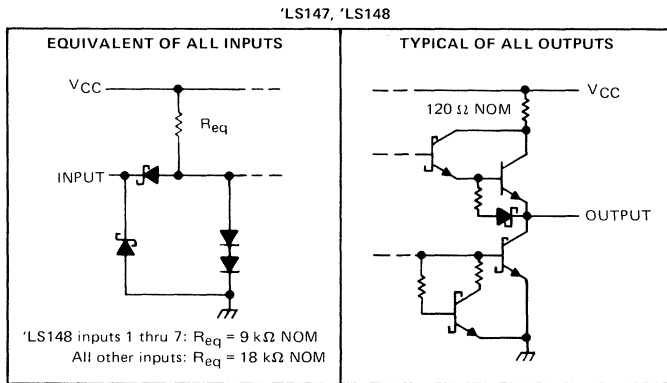 'LS147, 'LS148
EQUIVALENT OF ALL INPUTS
VCC
Req
INPUT
'LS148 inputs 1 thru 7: Req = 9 kΩ NOM
All other inputs: Req = 18 kΩ NOM
TYPICAL OF ALL OUTPUTS
VCC
120 Ω NOM
OUTPUT